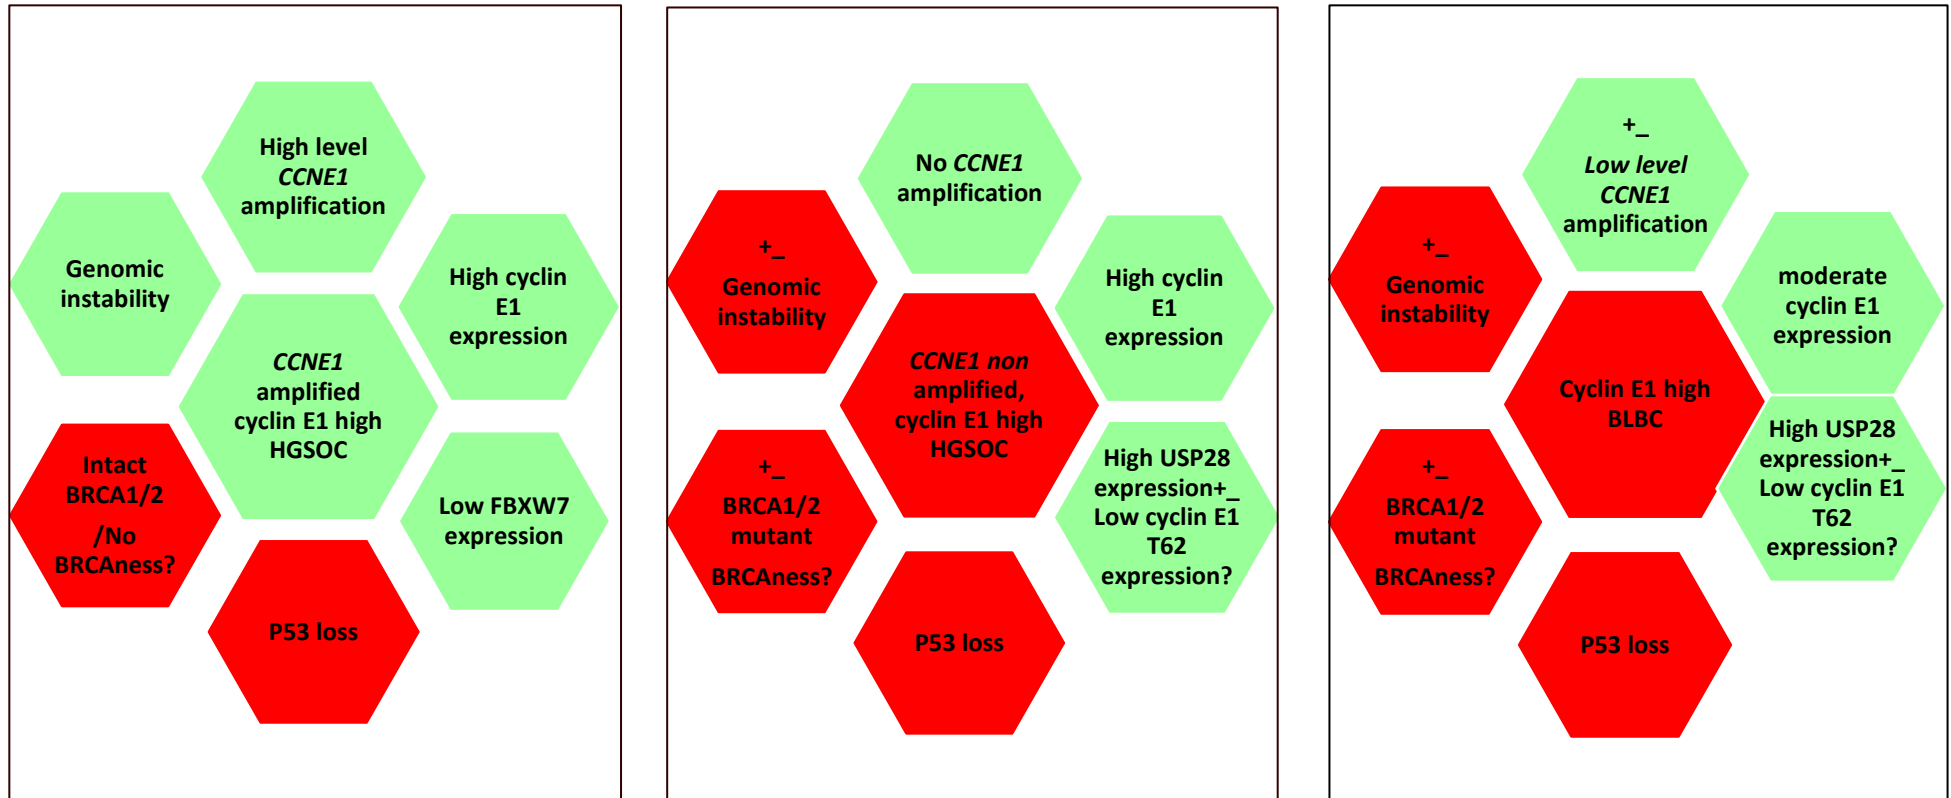 High level
CCNE1
amplification
Genomic
instability
High cyclin
E1
expression
CCNE1
amplified
cyclin E1 high
HGSOC
Intact
BRCA1/2
/No
BRCAness?
Low FBXW7
expression
P53 loss
No CCNE1
amplification
+_
Genomic
instability
High cyclin
E1
expression
CCNE1 non
amplified,
cyclin E1 high
HGSOC
+_
BRCA1/2
mutant
BRCAness?
High USP28
expression+_
Low cyclin E1
T62
expression?
P53 loss
+_
Low level
CCNE1
amplification
+_
Genomic
instability
moderate
cyclin E1
expression
Cyclin E1 high
BLBC
+_
BRCA1/2
mutant
BRCAness?
High USP28
expression+_
Low cyclin E1
T62
expression?
P53 loss